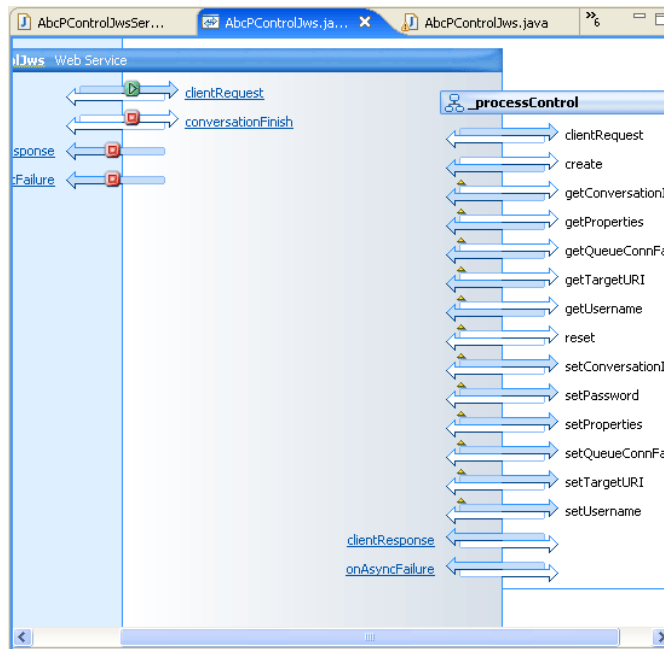 AbcPControlJwsSer...
AbcPControlJws.ja...
AbcPControlJws.java
»6
olJws Web Service
clientRequest
conversationFinish
sponse
cFailure
_processControl
clientRequest
create
getConversationI
getProperties
getQueueConnFa
getTargetURI
getUsername
reset
setConversationI
setPassword
setProperties
setQueueConnFa
setTargetURI
setUsername
clientResponse
onAsyncFailure